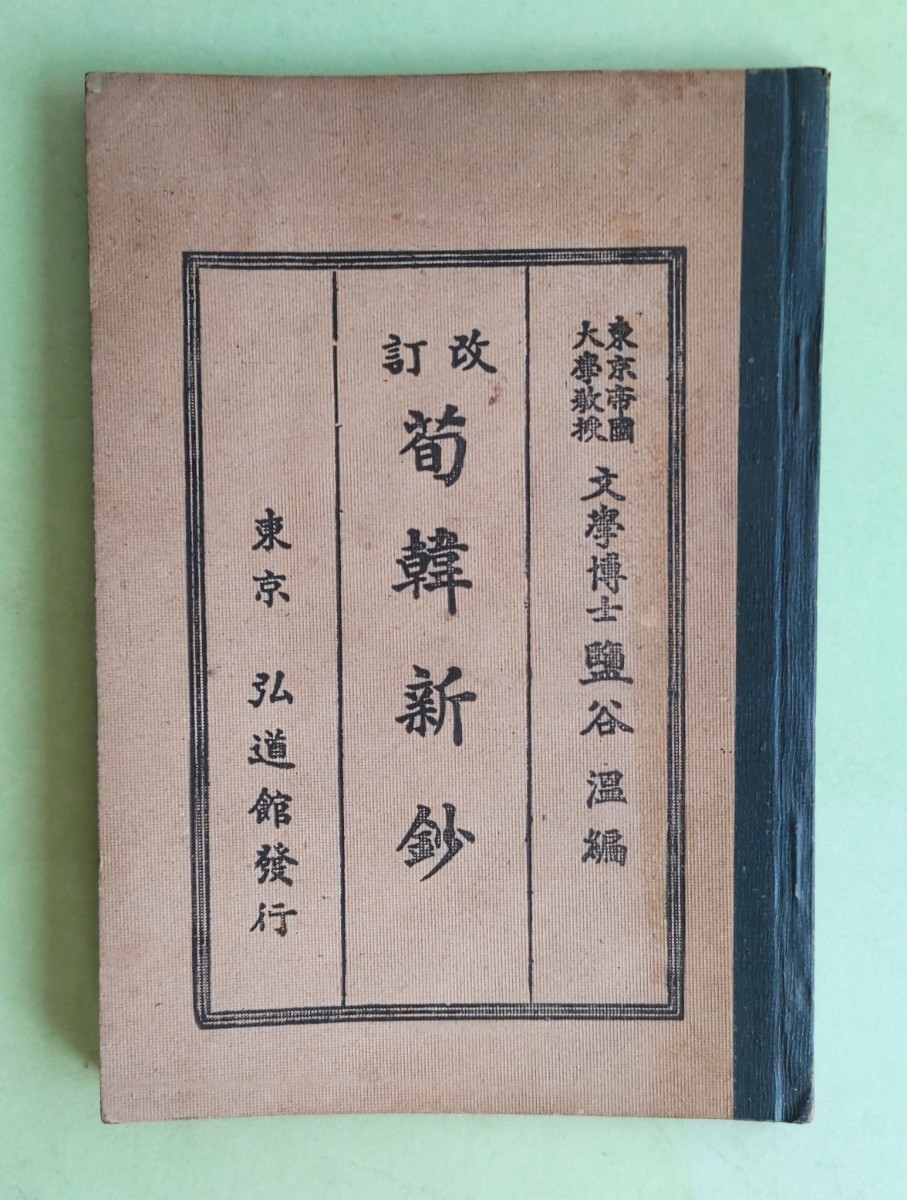 東京帝國
大學教授
文學博士 鹽谷溫編
改訂
荀韓新鈔
東京 弘道館發行